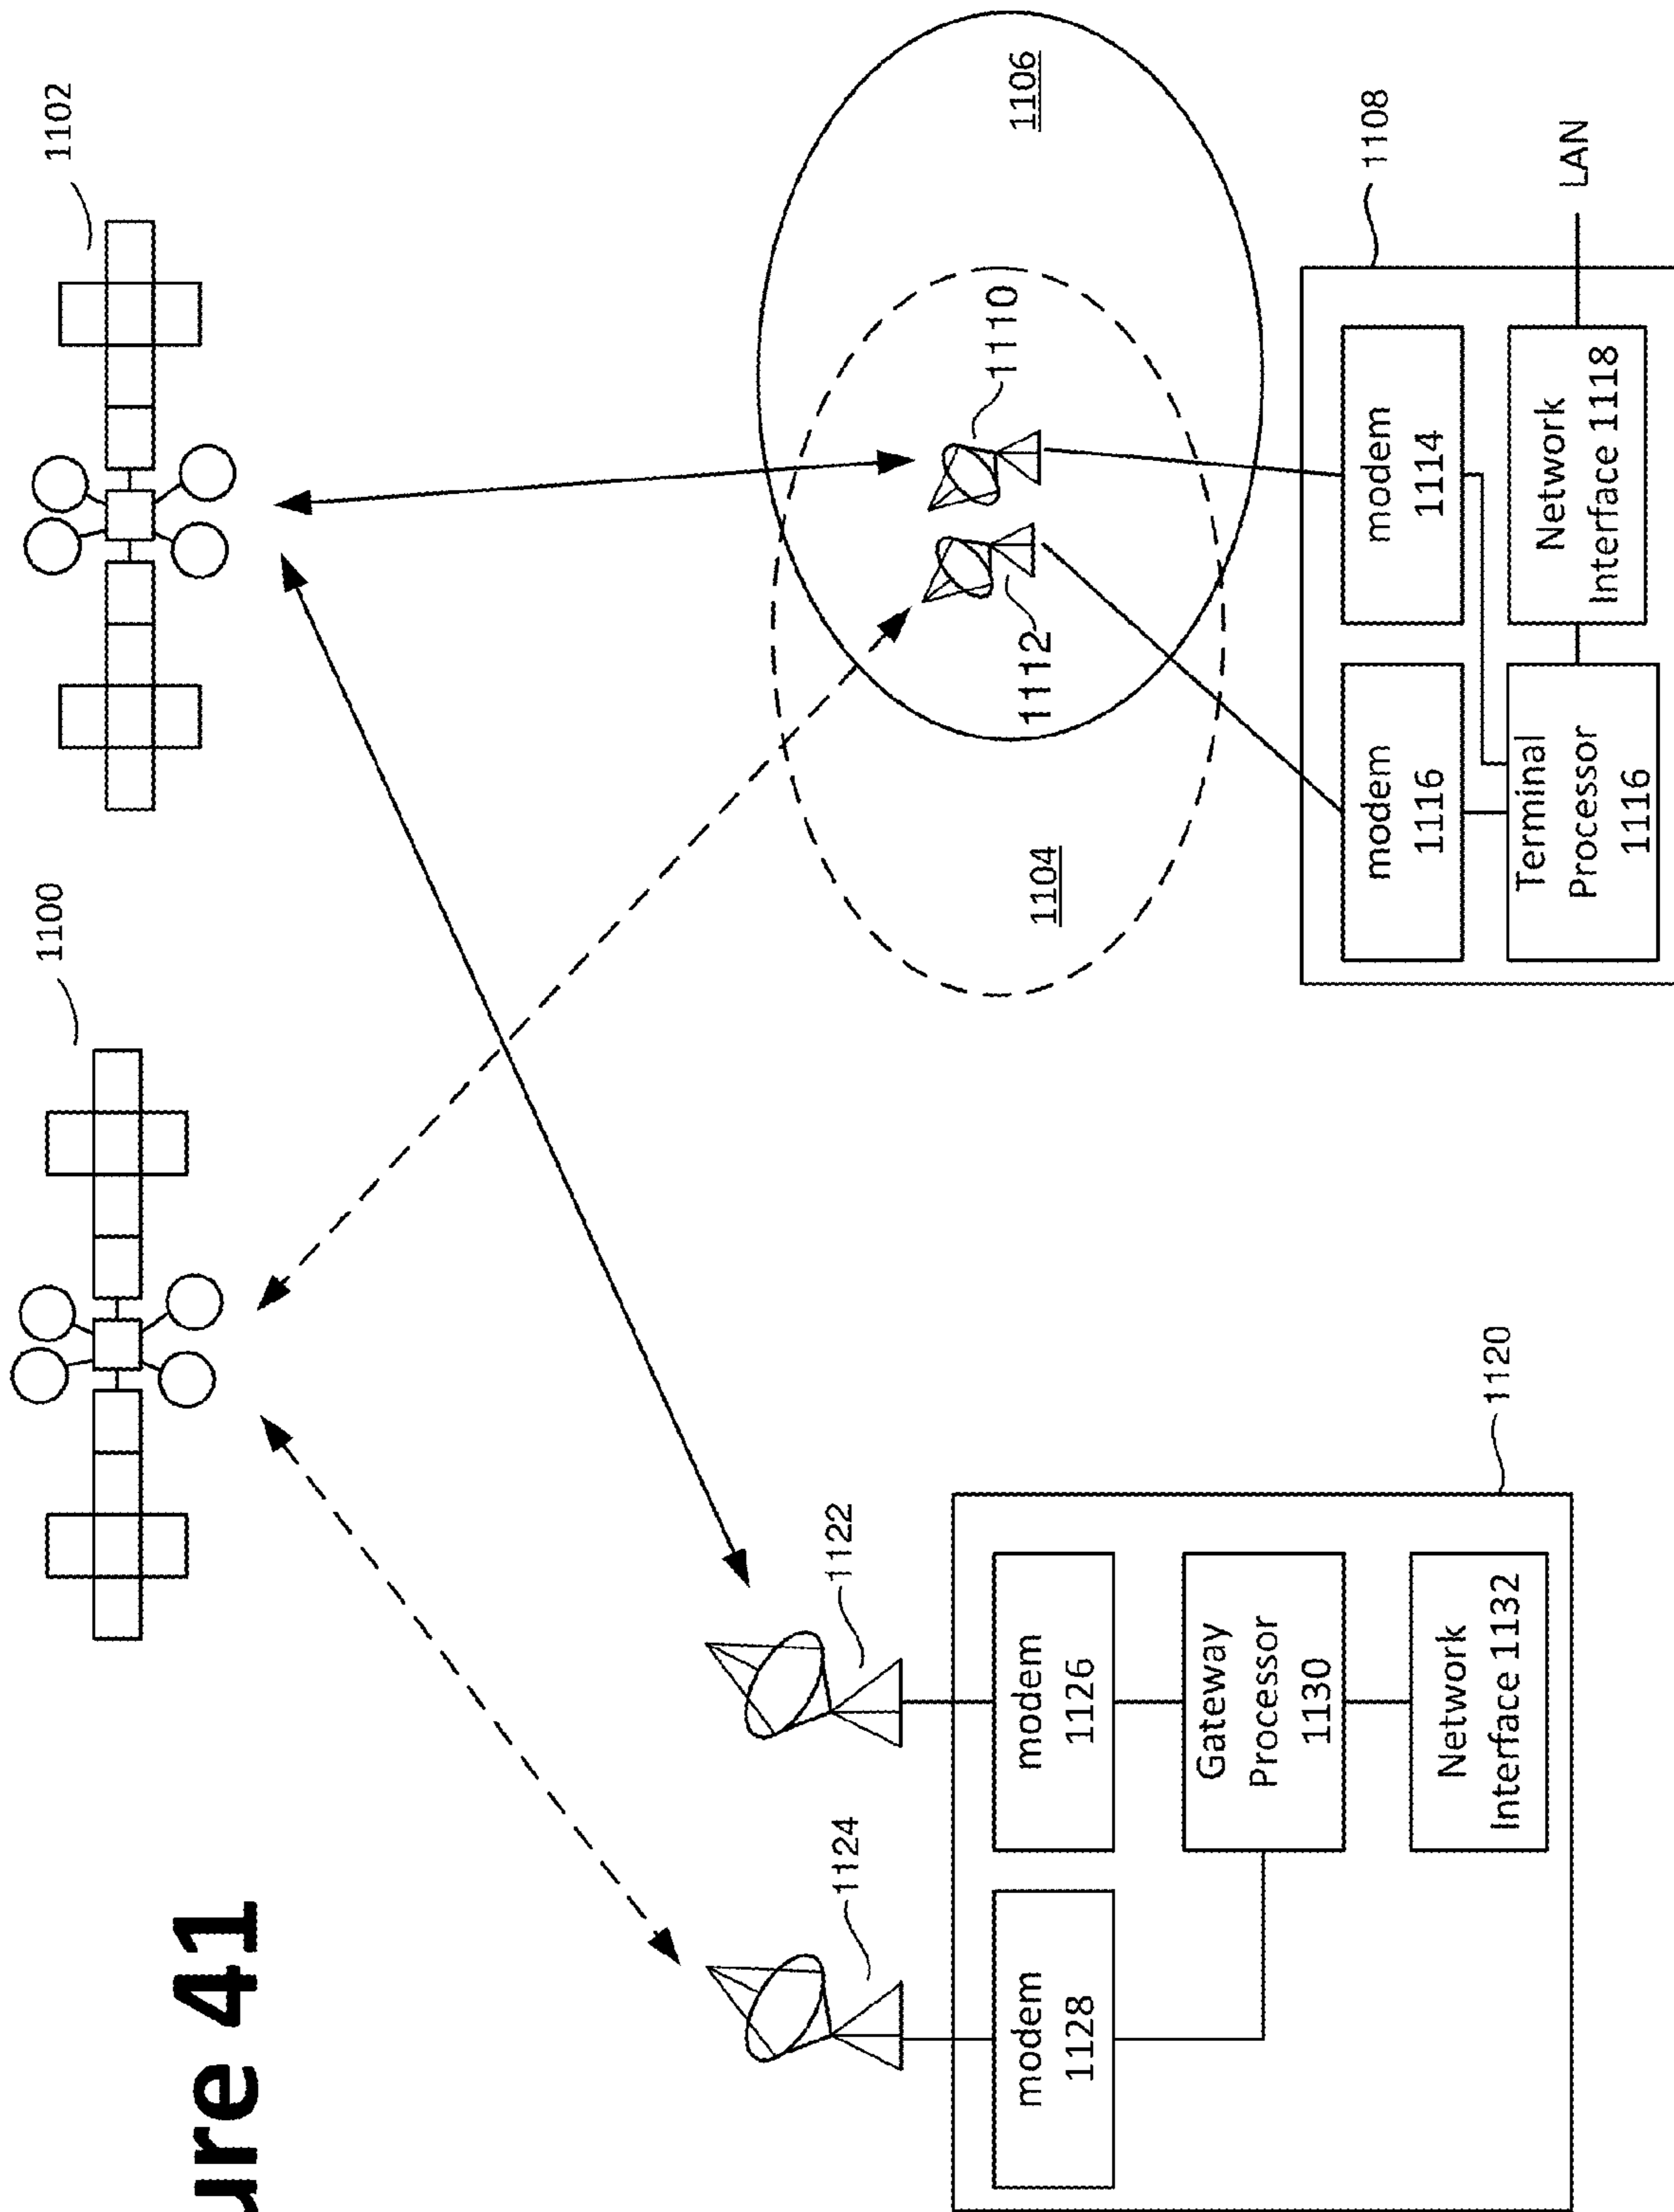 ure 41
1100
1102
1124
1122
1104
1112
1110
1106
modem
1128
modem
1126
Gateway
Processor
1130
Network
Interface 1132
1120
modem
1116
modem
1114
Terminal
Processor
1116
Network
Interface 1118
1108
LAN